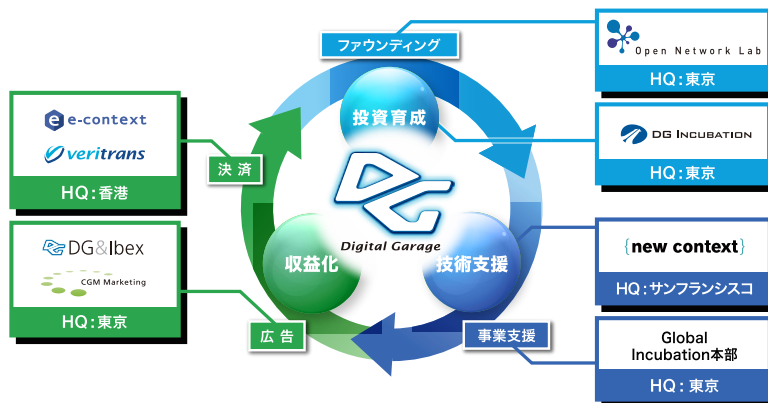 ファウンディング
Open Network Lab
HQ:東京
DG INCUBATION
HQ:東京
投資育成
e-context
veritrans
HQ:香港
決済
DG
Digital Garage
DG&Ibex
CGM Marketing
HQ:東京
収益化
技術支援
{new context}
HQ:サンフランシスコ
広告
事業支援
Global
Incubation本部
HQ:東京